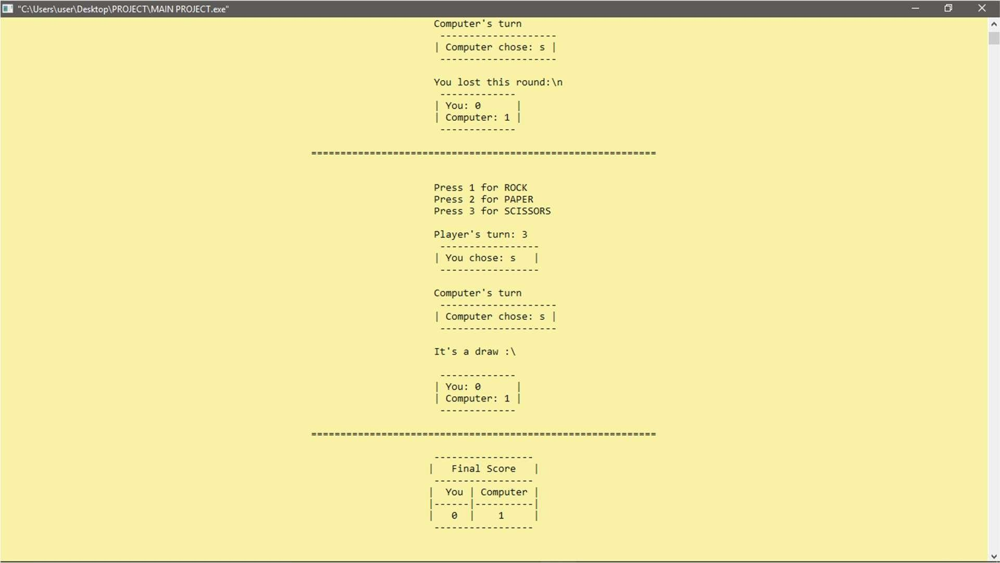 "C:\Users\user\Desktop\PROJECT\MAIN PROJECT.exe"
Computer's turn
--------------------
| Computer chose: s |
--------------------
You lost this round:\n
-------------
| You: 0      |
| Computer: 1 |
-------------
===========================================================
Press 1 for ROCK
Press 2 for PAPER
Press 3 for SCISSORS
Player's turn: 3
-----------------
| You chose: s   |
-----------------
Computer's turn
--------------------
| Computer chose: s |
--------------------
It's a draw :\
-------------
| You: 0      |
| Computer: 1 |
-------------
===========================================================
-----------------
|   Final Score   |
-----------------
|  You | Computer |
|------|----------|
|   0  |    1     |
-----------------